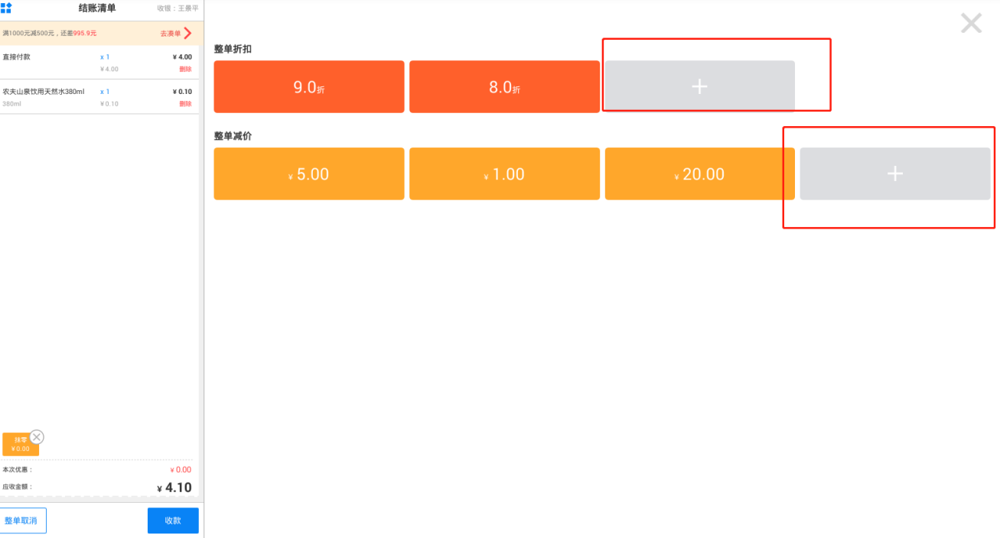 结账清单
收银：王景平
满1000元减500元，还差995.9元
去凑单
直接付款 x 1 ¥ 4.00
¥ 4.00 删除
农夫山泉饮用天然水380ml x 1 ¥ 0.10
380ml ¥ 0.10 删除
抹零
¥ 0.00
本次优惠： ¥ 0.00
应收金额： ¥ 4.10
整单取消
收款
整单折扣
9.0折
8.0折
整单减价
¥ 5.00
¥ 1.00
¥ 20.00